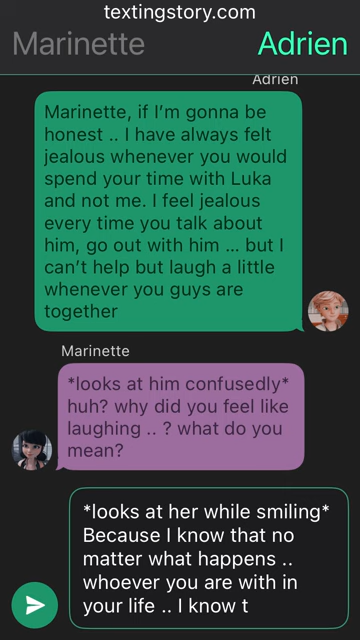 textingstory.com
Marinette
Adrien
Adrien
Marinette, if I’m gonna be
honest .. I have always felt
jealous whenever you would
spend your time with Luka
and not me. I feel jealous
every time you talk about
him, go out with him ... but I
can’t help but laugh a little
whenever you guys are
together
Marinette
*looks at him confusedly*
huh? why did you feel like
laughing .. ? what do you
mean?
*looks at her while smiling*
Because I know that no
matter what happens ..
whoever you are with in
your life .. I know t